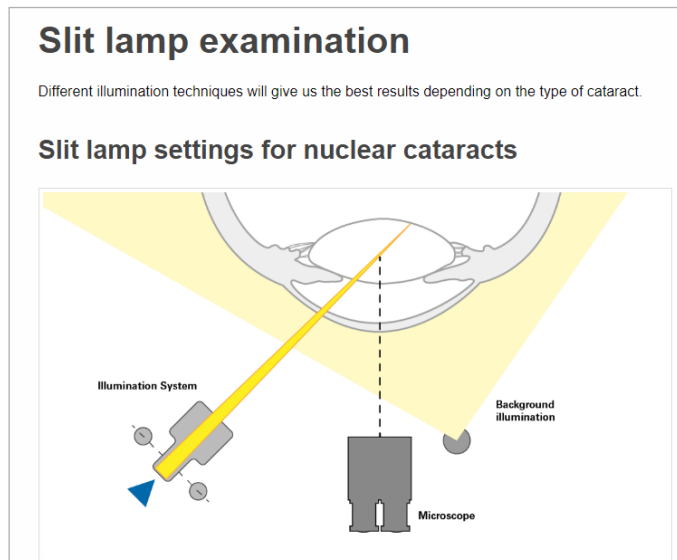 Slit lamp examination
Different illumination techniques will give us the best results depending on the type of cataract.
Slit lamp settings for nuclear cataracts
Illumination System
Background
illumination
Microscope